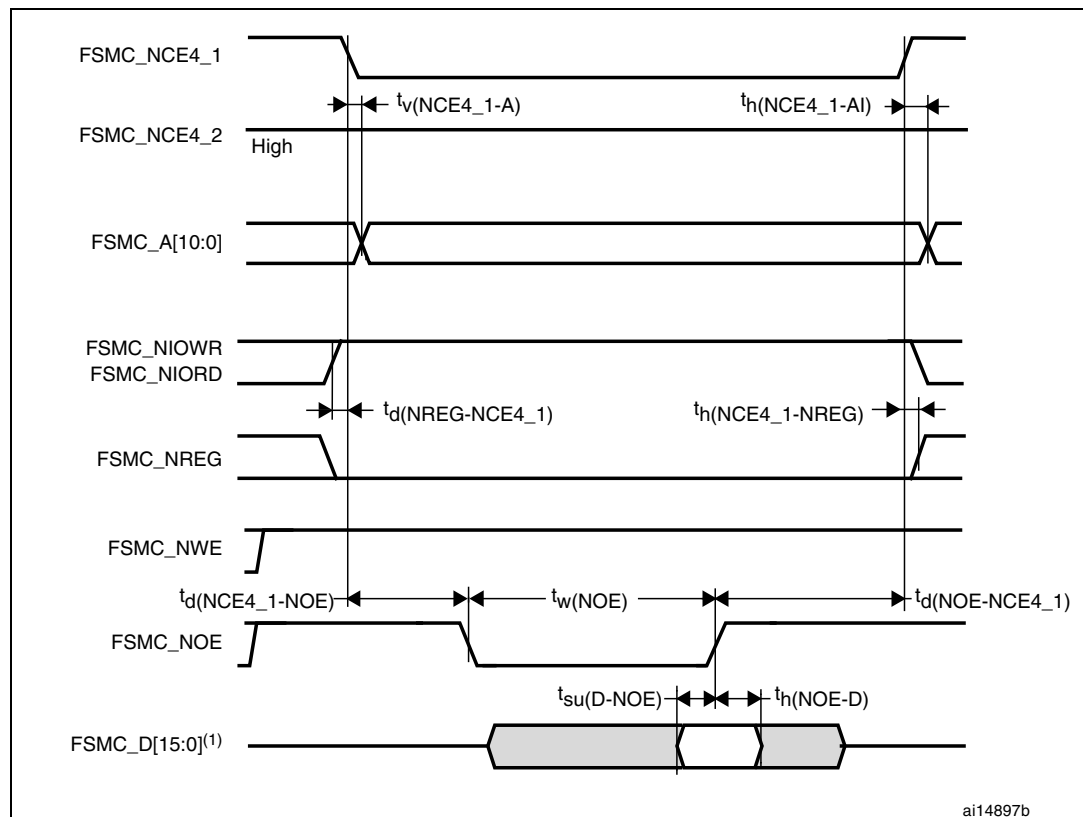 FSMC_NCE4_1
tv(NCE4_1-A)
th(NCE4_1-AI)
FSMC_NCE4_2
High
FSMC_A[10:0]
FSMC_NIOWR
FSMC_NIORD
td(NREG-NCE4_1)
th(NCE4_1-NREG)
FSMC_NREG
FSMC_NWE
td(NCE4_1-NOE)
tw(NOE)
td(NOE-NCE4_1)
FSMC_NOE
tsu(D-NOE)
th(NOE-D)
FSMC_D[15:0](1)
ai14897b